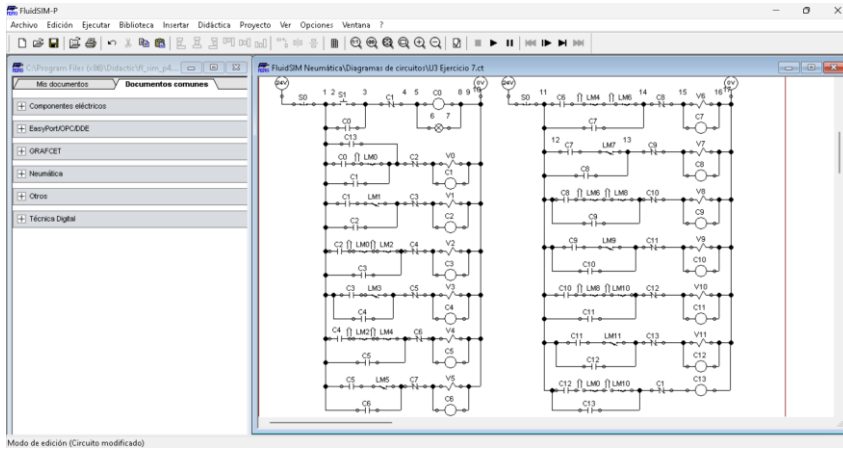 FluidSIM-P
Archivo Edición Ejecutar Biblioteca Insertar Didáctica Proyecto Ver Opciones Ventana ?
C:\Program Files (x86)\Didactic\fl_sim_p4...
FluidSIM Neumática\Diagramas de circuitos\U3 Ejercicio 7.ct
Mis documentos Documentos comunes
Componentes eléctricos
EasyPort/OPC/DDE
GRAFCET
Neumática
Otros
Técnica Digital
24V 0V
S0 1 2 S1 3 C1 4 5 C0 8 9 10
C0 6 7
C13
C0 LM0 C2 V0
C1 C1
C1 LM1 C3 V1
C2 C2
C2 LM0 LM2 C4 V2
C3 C3
C3 LM3 C5 V3
C4 C4
C4 LM2 LM4 C6 V4
C5 C5
C5 LM5 C7 V5
C6 C6
24V 0V
S0 11 C6 LM4 LM6 14 C8 15 V6 16 17
C7 C7
12 C7 LM7 13 C9 V7
C8 C8
C8 LM6 LM8 C10 V8
C9 C9
C9 LM9 C11 V9
C10 C10
C10 LM8 LM10 C12 V10
C11 C11
C11 LM11 C13 V11
C12 C12
C12 LM0 LM10 C1 C13
C13
Modo de edición (Circuito modificado)